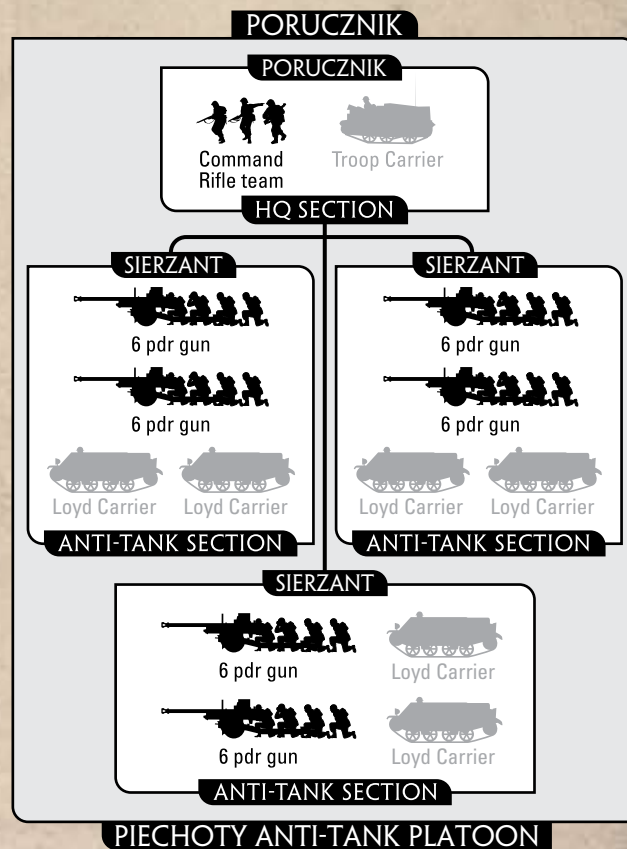 PORUCZNIK
PORUCZNIK
Command
Rifle team
Troop Carrier
HQ SECTION
SIERZANT
6 pdr gun
6 pdr gun
Loyd Carrier Loyd Carrier
ANTI-TANK SECTION
SIERZANT
6 pdr gun
6 pdr gun
Loyd Carrier Loyd Carrier
ANTI-TANK SECTION
SIERZANT
6 pdr gun Loyd Carrier
6 pdr gun Loyd Carrier
ANTI-TANK SECTION
PIECHOTY ANTI-TANK PLATOON